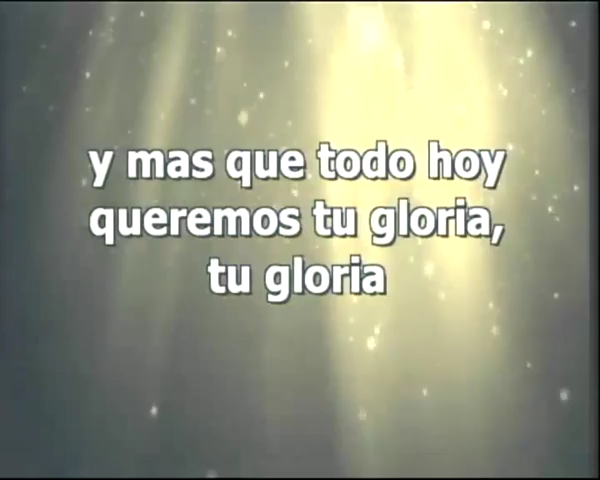 y mas que todo hoy
queremos tu gloria,
tu gloria